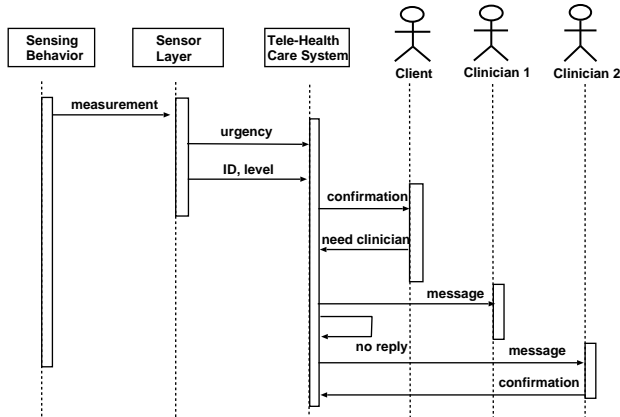 Sensing
Behavior
Sensor
Layer
Tele-Health
Care System
Client
Clinician 1
Clinician 2
measurement
urgency
ID, level
confirmation
need clinician
message
no reply
message
confirmation